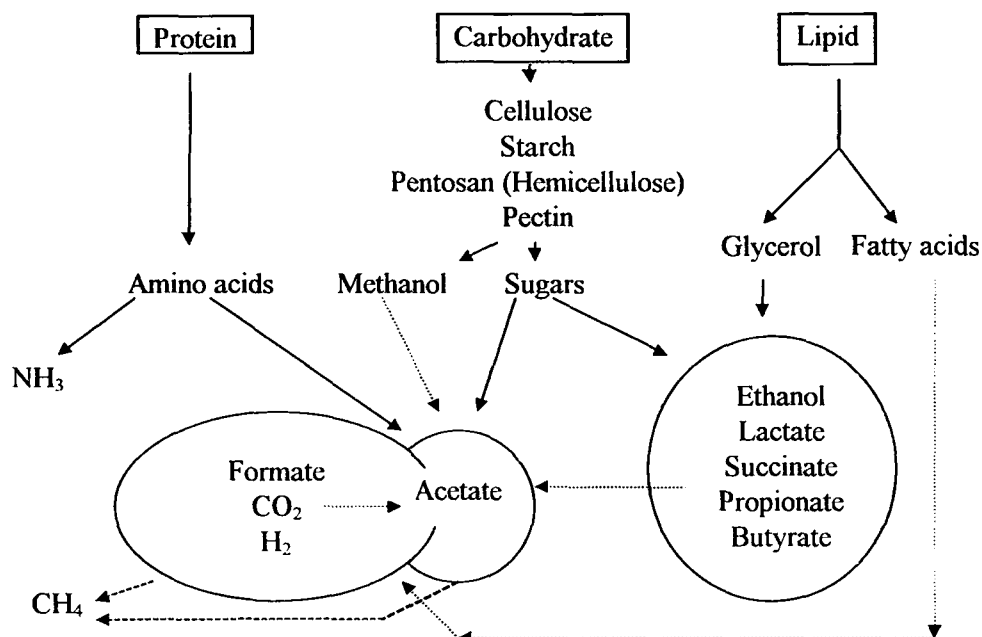 Protein
Carbohydrate
Lipid
Cellulose
Starch
Pentosan (Hemicellulose)
Pectin
Glycerol
Fatty acids
Amino acids
Methanol
Sugars
NH₃
Ethanol
Lactate
Succinate
Propionate
Butyrate
Formate
CO₂
H₂
Acetate
CH₄